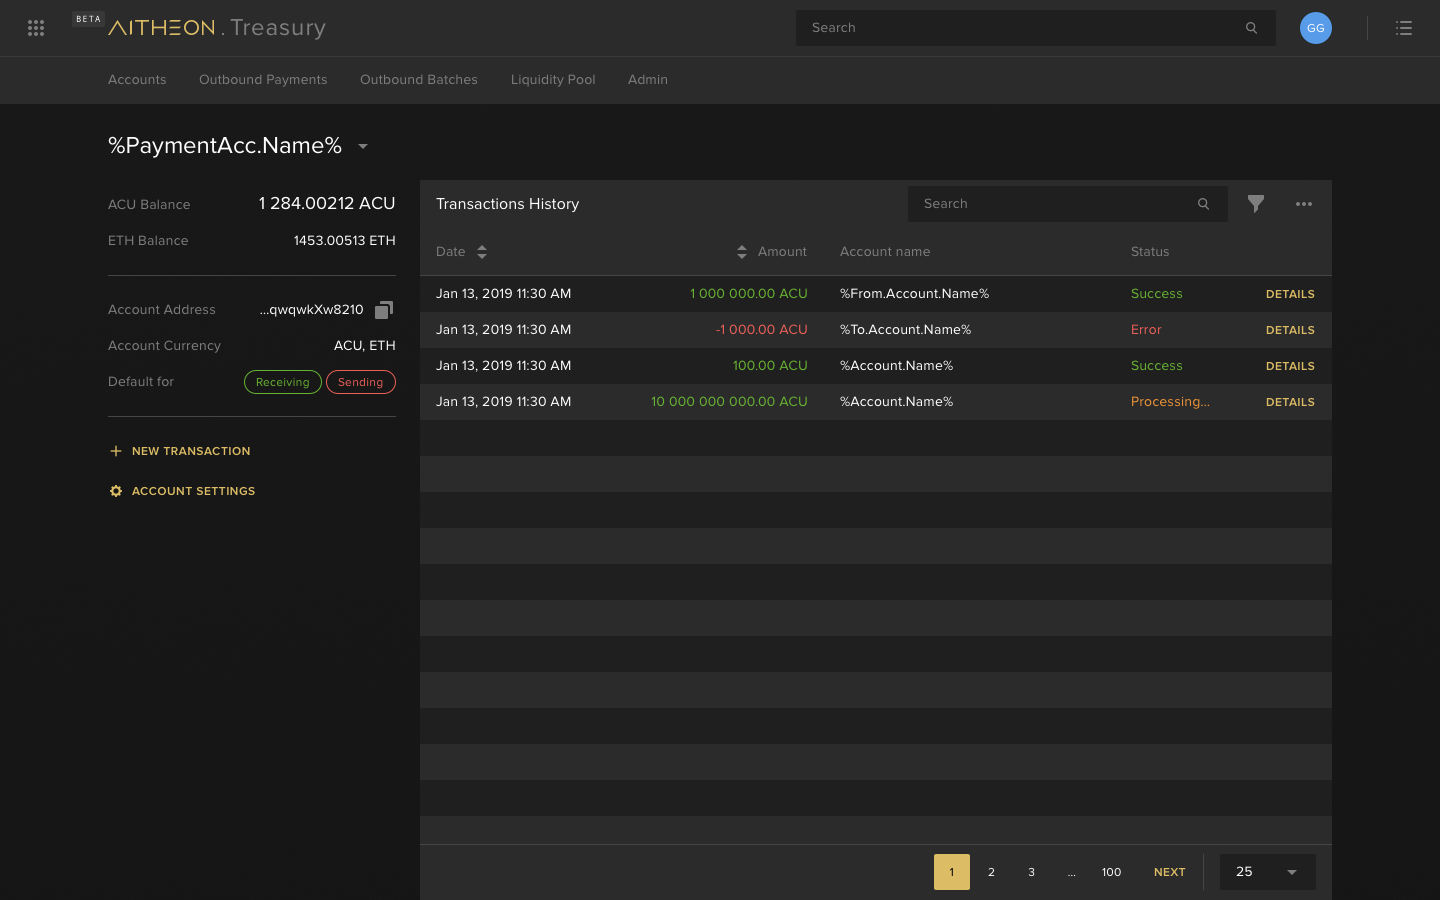 BETA
AITHEON . Treasury
Search
GG
Accounts Outbound Payments Outbound Batches Liquidity Pool Admin
%PaymentAcc.Name%
ACU Balance 1 284.00212 ACU
ETH Balance 1453.00513 ETH
Account Address ...qwqwkXw8210
Account Currency ACU, ETH
Default for Receiving Sending
NEW TRANSACTION
ACCOUNT SETTINGS
Transactions History
Search
Date Amount Account name Status
Jan 13, 2019 11:30 AM 1 000 000.00 ACU %From.Account.Name% Success DETAILS
Jan 13, 2019 11:30 AM -1 000.00 ACU %To.Account.Name% Error DETAILS
Jan 13, 2019 11:30 AM 100.00 ACU %Account.Name% Success DETAILS
Jan 13, 2019 11:30 AM 10 000 000 000.00 ACU %Account.Name% Processing... DETAILS
1 2 3 ... 100 NEXT 25